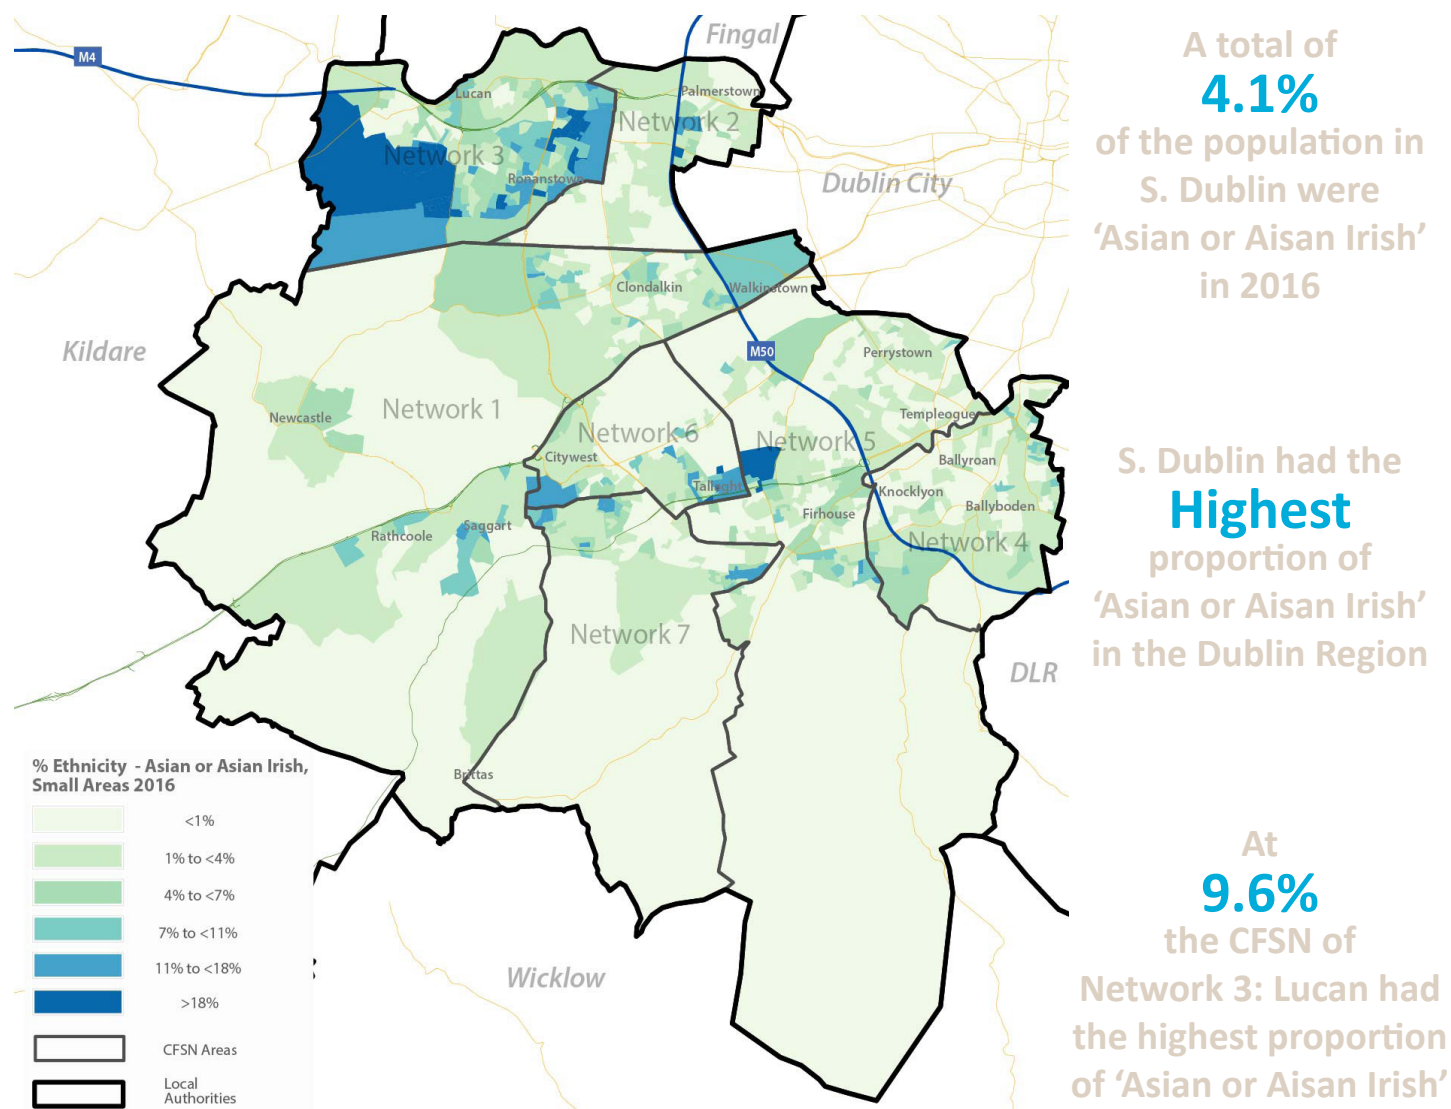 Fingal
M4
Lucan
Palmerstown
Network 2
Network 3
Ronanstown
Dublin City
Clondalkin
Walkinstown
Kildare
M50
Perrystown
Newcastle
Network 1
Templeogue
Network 6
Network 5
Citywest
Ballyroan
Tallaght
Knocklyon
Ballyboden
Firhouse
Saggart
Rathcoole
Network 4
Network 7
DLR
Brittas
Wicklow
% Ethnicity - Asian or Asian Irish,
Small Areas 2016
<1%
1% to <4%
4% to <7%
7% to <11%
11% to <18%
>18%
CFSN Areas
Local
Authorities
A total of
4.1%
of the population in
S. Dublin were
‘Asian or Aisan Irish’
in 2016
S. Dublin had the
Highest
proportion of
‘Asian or Aisan Irish’
in the Dublin Region
At
9.6%
the CFSN of
Network 3: Lucan had
the highest proportion
of ‘Asian or Aisan Irish’